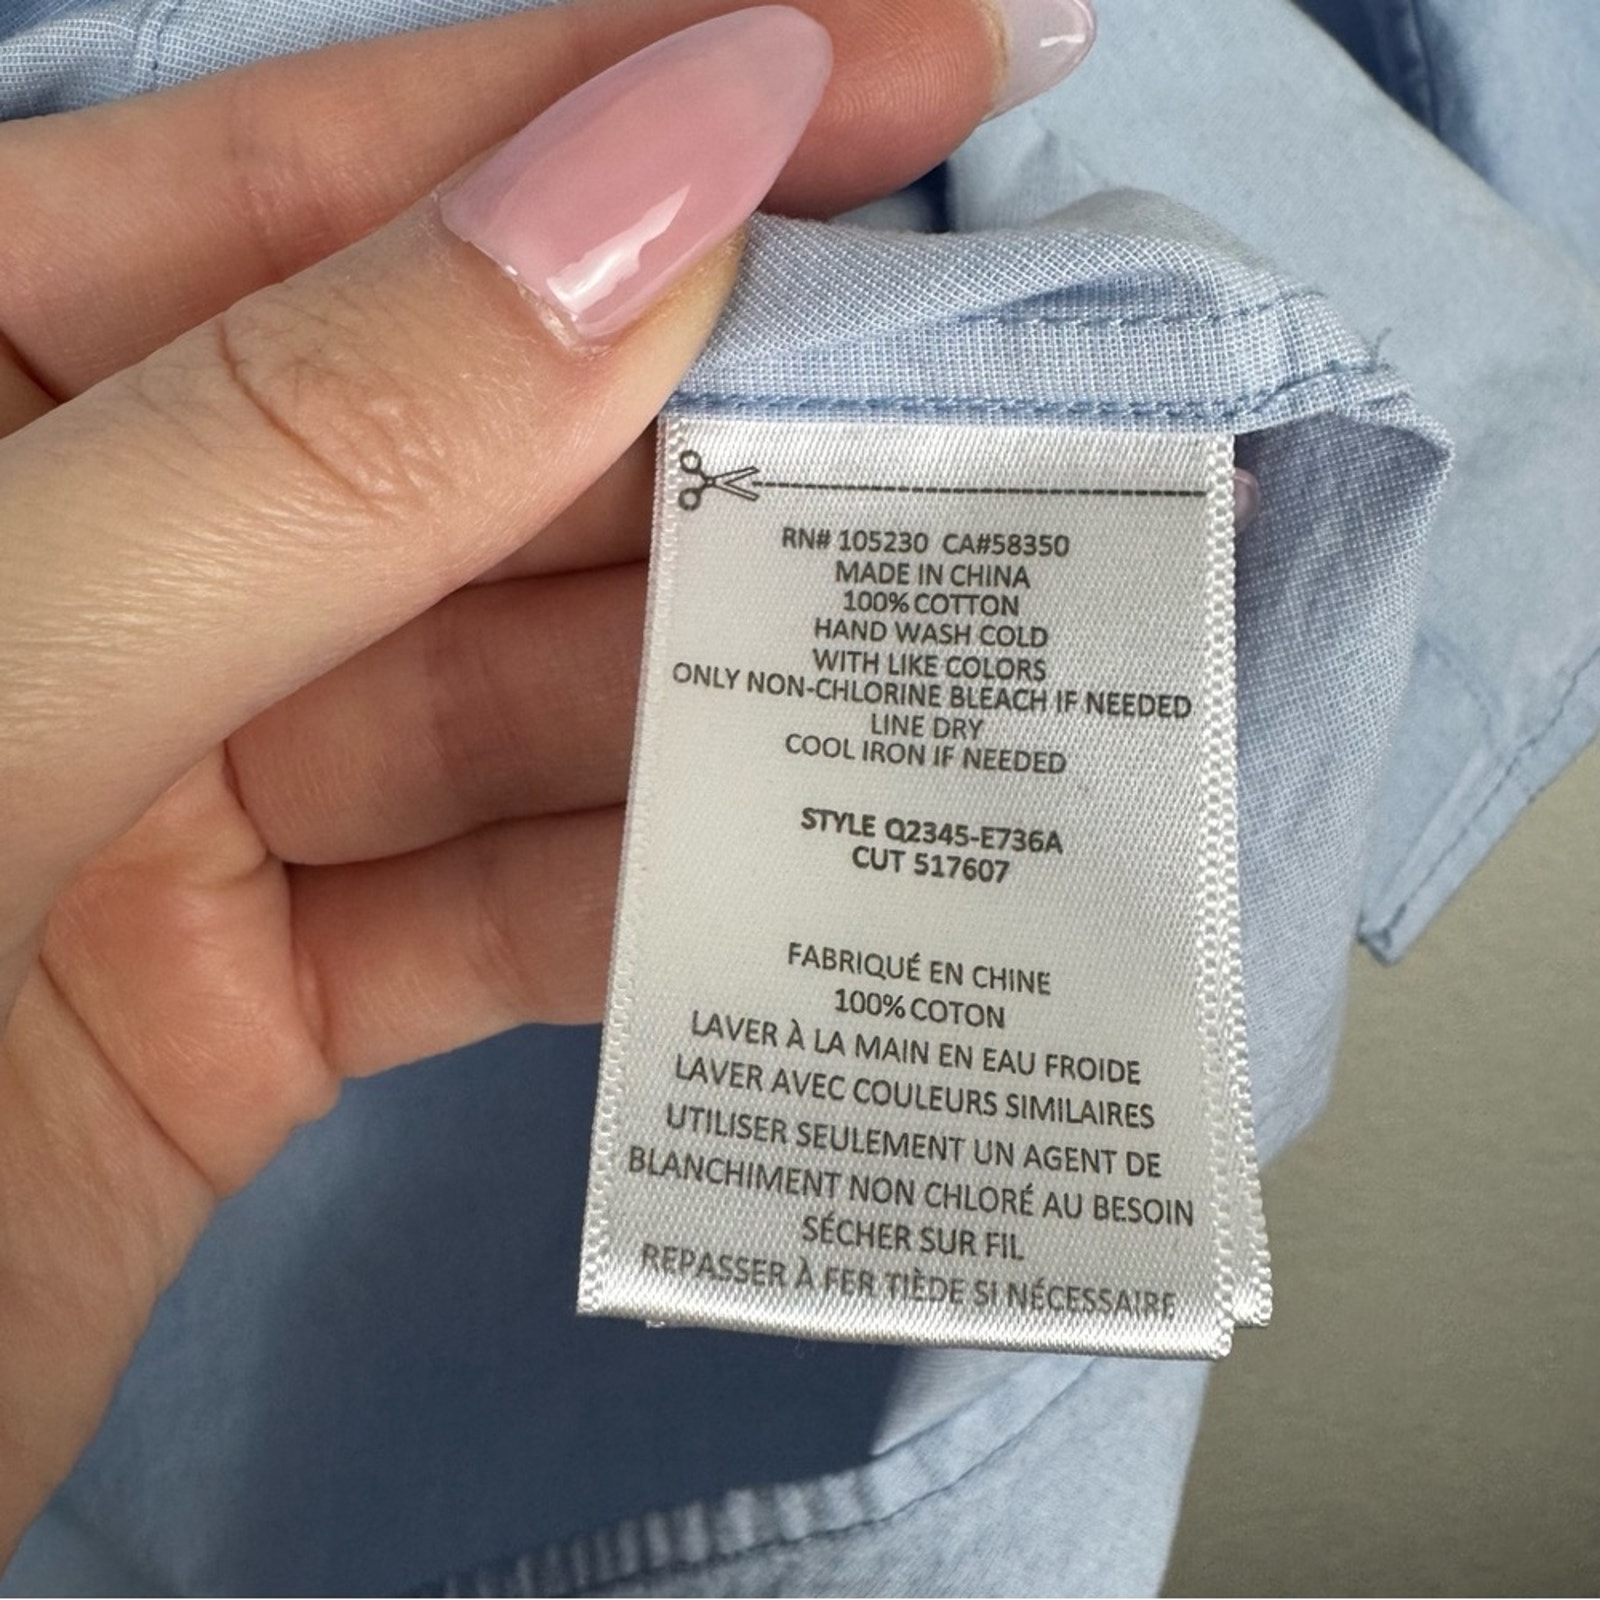 RN# 105230 CA#58350
MADE IN CHINA
100% COTTON
HAND WASH COLD
WITH LIKE COLORS
ONLY NON-CHLORINE BLEACH IF NEEDED
LINE DRY
COOL IRON IF NEEDED
STYLE Q2345-E736A
CUT 517607
FABRIQUÉ EN CHINE
100% COTON
LAVER À LA MAIN EN EAU FROIDE
LAVER AVEC COULEURS SIMILAIRES
UTILISER SEULEMENT UN AGENT DE
BLANCHIMENT NON CHLORÉ AU BESOIN
SÉCHER SUR FIL
REPASSER À FER TIÈDE SI NÉCESSAIRE